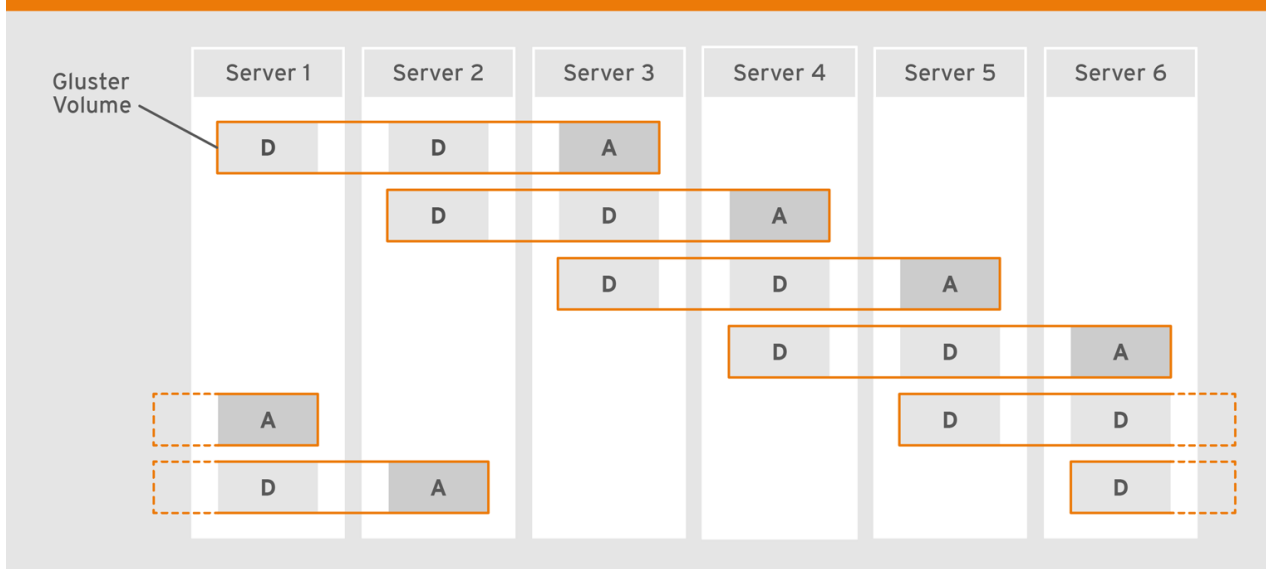 Gluster
Volume
Server 1
Server 2
Server 3
Server 4
Server 5
Server 6
D D A
D D A
D D A
D D A
A D D
D A D